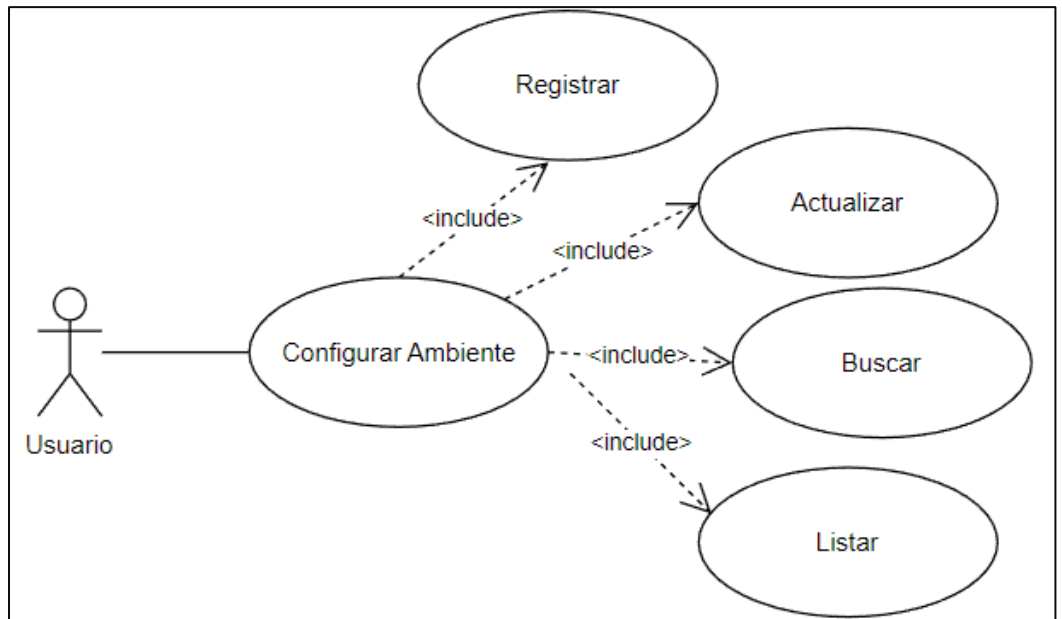 Registrar
<include>
Actualizar
<include>
Configurar Ambiente
<include>
Buscar
Usuario
<include>
Listar